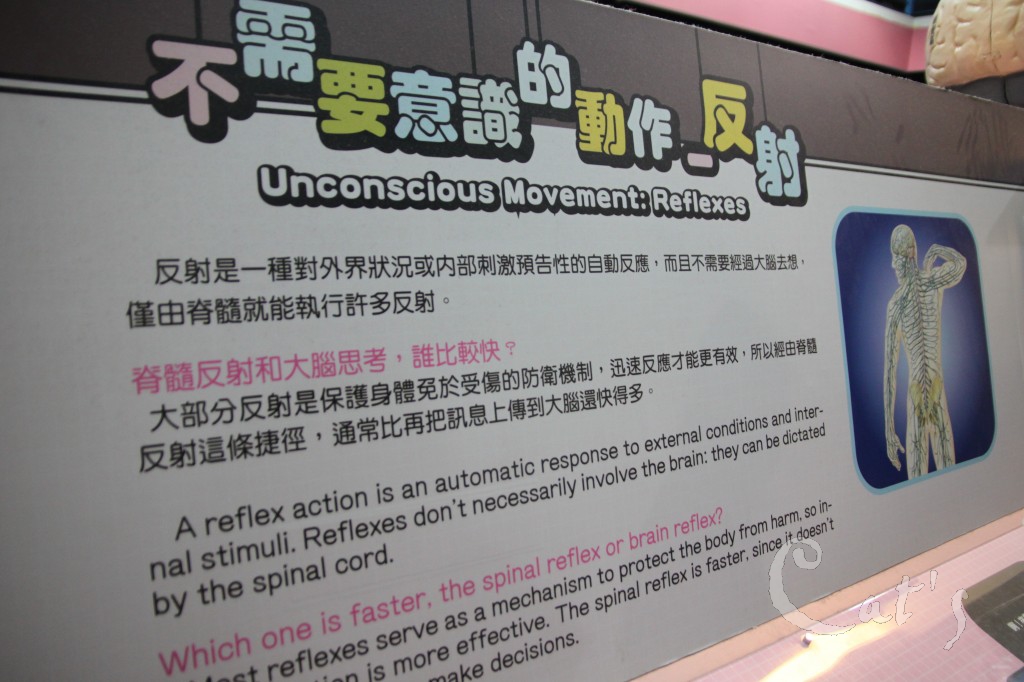 不需要意識的動作_反射
Unconscious Movement: Reflexes
反射是一種對外界狀況或內部刺激預告性的自動反應，而且不需要經過大腦去想，
僅由脊髓就能執行許多反射。
脊髓反射和大腦思考，誰比較快？
大部分反射是保護身體免於受傷的防衛機制，迅速反應才能更有效，所以經由脊髓
反射這條捷徑，通常比再把訊息上傳到大腦還快得多。
A reflex action is an automatic response to external conditions and inter-
nal stimuli. Reflexes don't necessarily involve the brain: they can be dictated
by the spinal cord.
Which one is faster, the spinal reflex or brain reflex?
Most reflexes serve as a mechanism to protect the body from harm, so in-
is more effective. The spinal reflex is faster, since it doesn't
make decisions.
Cat's